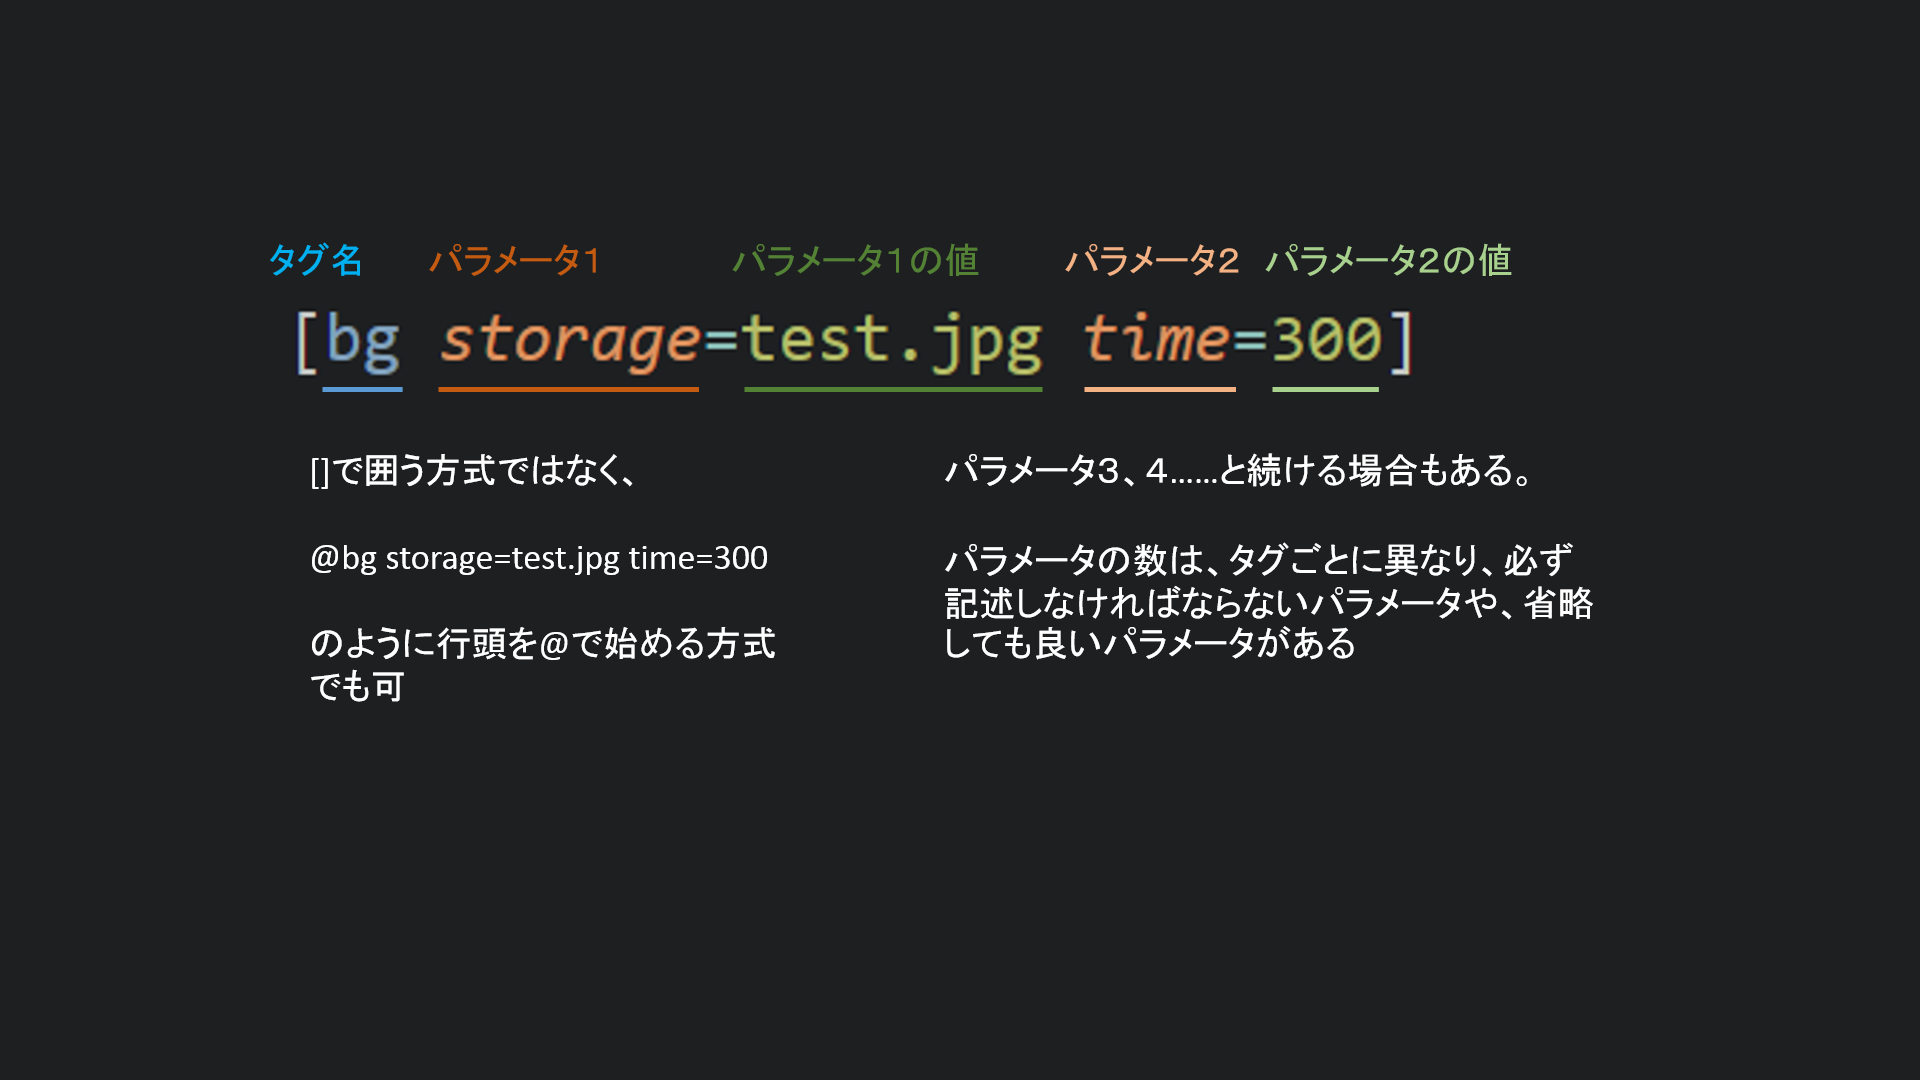 タグ名 パラメータ1 パラメータ1の値 パラメータ2 パラメータ2の値
[bg storage=test.jpg time=300]
[]で囲う方式ではなく、
@bg storage=test.jpg time=300
のように行頭を@で始める方式
でも可
パラメータ3、4……と続ける場合もある。
パラメータの数は、タグごとに異なり、必ず
記述しなければならないパラメータや、省略
しても良いパラメータがある